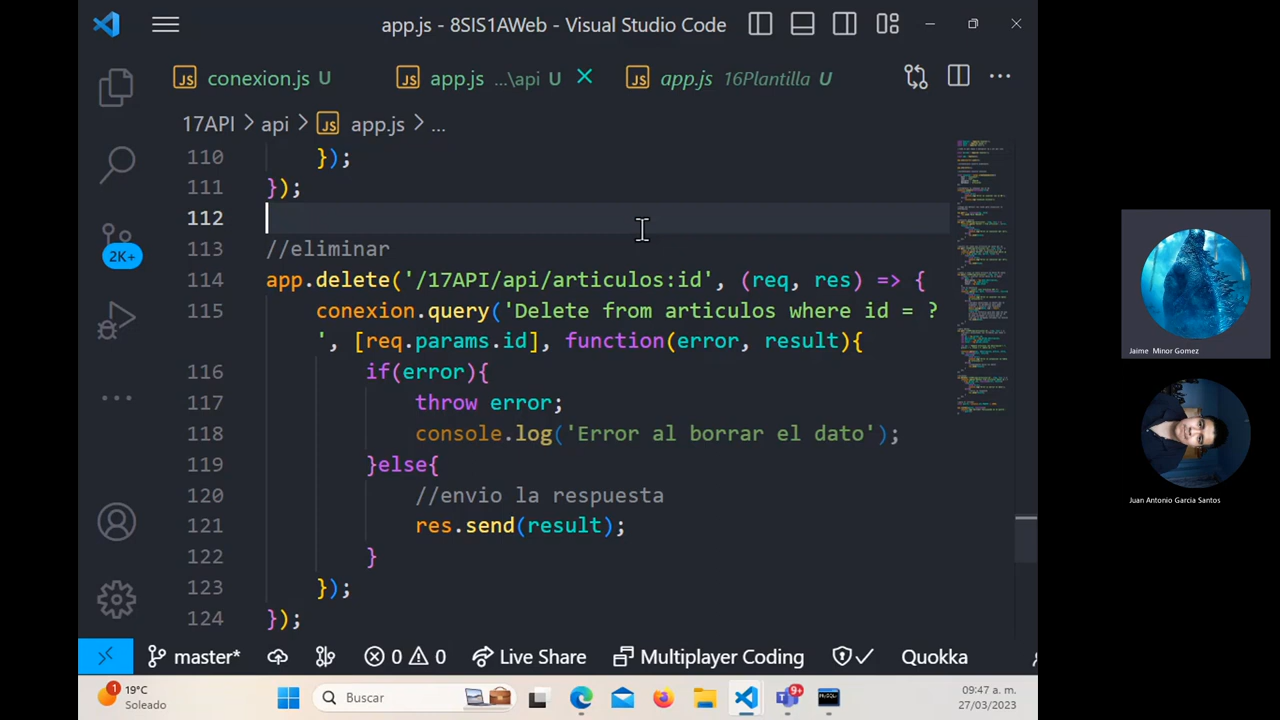 app.js - 8SIS1AWeb - Visual Studio Code
JS conexion.js U
JS app.js ...\api U
JS app.js 16Plantilla U
17API > api > JS app.js > ...
110 });
111 });
112
113 //eliminar
114 app.delete('/17API/api/articulos:id', (req, res) => {
115 conexion.query('Delete from articulos where id = ?
', [req.params.id], function(error, result){
116 if(error){
117 throw error;
118 console.log('Error al borrar el dato');
119 }else{
120 //envio la respuesta
121 res.send(result);
122 }
123 });
124 });
2K+
Jaime Minor Gomez
Juan Antonio Garcia Santos
master* 0 0 Live Share Multiplayer Coding Quokka
1 19°C
Soleado
Buscar
9+
09:47 a. m.
27/03/2023